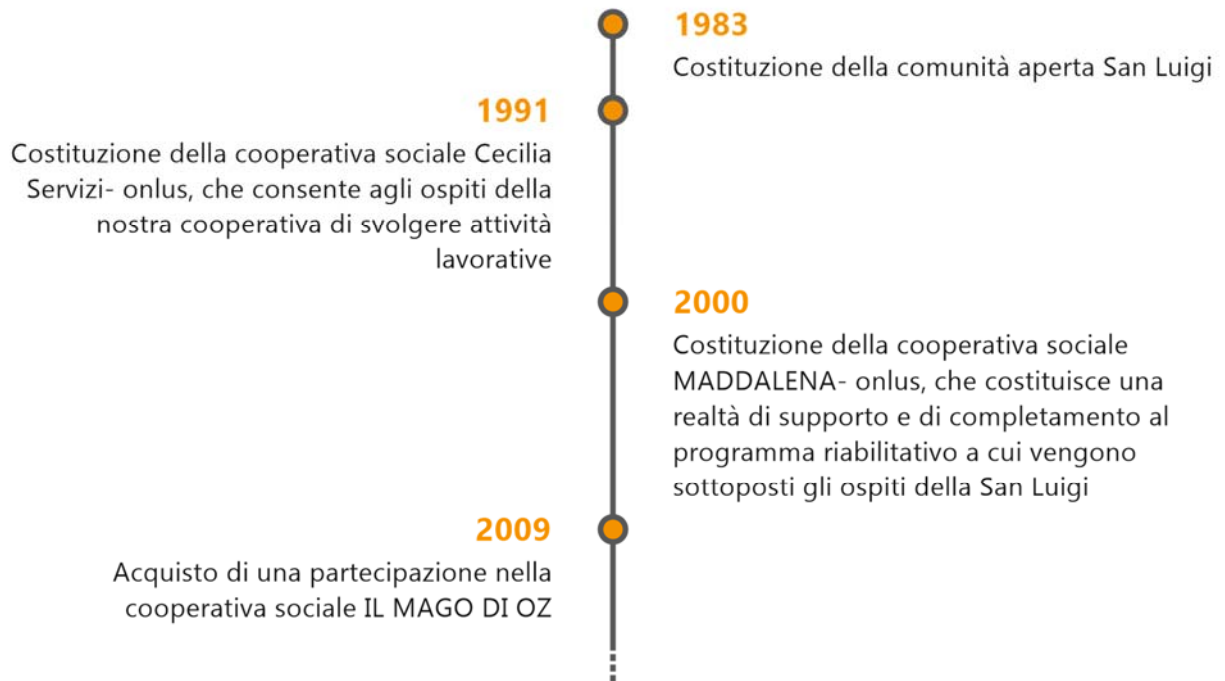 1983
Costituzione della comunità aperta San Luigi
1991
Costituzione della cooperativa sociale Cecilia
Servizi- onlus, che consente agli ospiti della
nostra cooperativa di svolgere attività
lavorative
2000
Costituzione della cooperativa sociale
MADDALENA- onlus, che costituisce una
realtà di supporto e di completamento al
programma riabilitativo a cui vengono
sottoposti gli ospiti della San Luigi
2009
Acquisto di una partecipazione nella
cooperativa sociale IL MAGO DI OZ